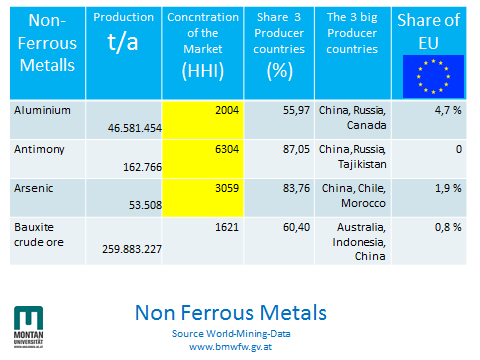 Non-
Ferrous
Metalls
Production
t/a
Concntration
of the
Market
(HHI)
Share 3
Producer
countries
(%)
The 3 big
Producer
countries
Share of
EU
Aluminium
46.581.454
2004
55,97
China, Russia,
Canada
4,7 %
Antimony
162.766
6304
87,05
China,Russia,
Tajikistan
0
Arsenic
53.508
3059
83,76
China, Chile,
Morocco
1,9 %
Bauxite
crude ore
259.883.227
1621
60,40
Australia,
Indonesia,
China
0,8 %
MONTAN
UNIVERSITÄT
Non Ferrous Metals
Source World-Mining-Data
www.bmwfw.gv.at